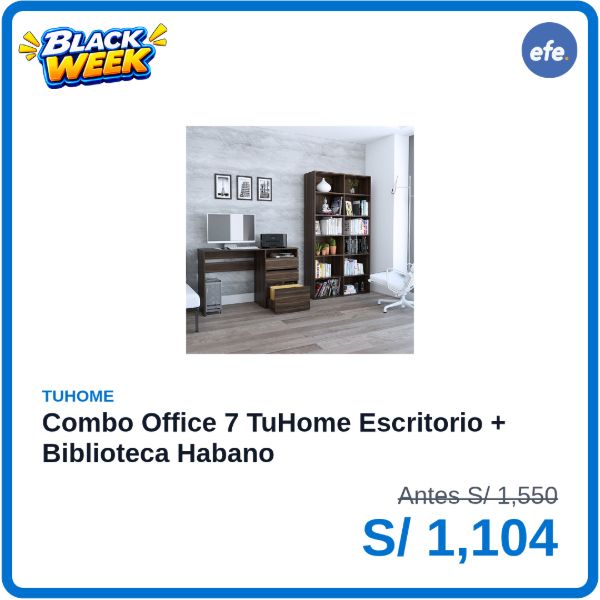 BLACK
WEEK
efe.
TUHOME
Combo Office 7 TuHome Escritorio +
Biblioteca Habano
Antes S/ 1,550
S/ 1,104